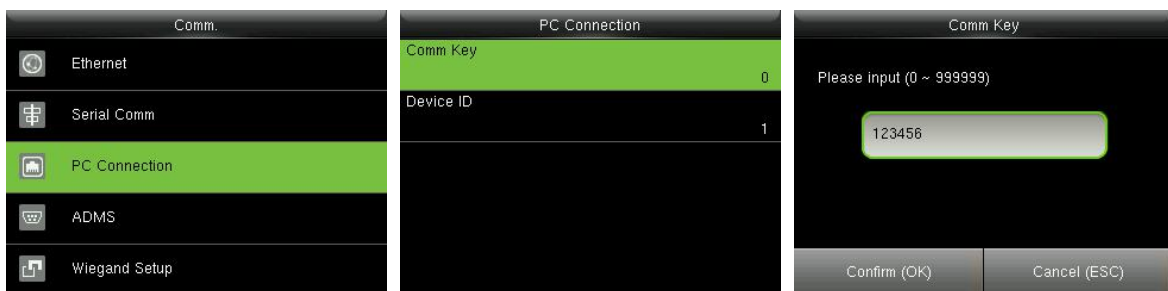 Comm.
Ethernet
Serial Comm
PC Connection
ADMS
Wiegand Setup
PC Connection
Comm Key
0
Device ID
1
Comm Key
Please input (0 ~ 999999)
123456
Confirm (OK)
Cancel (ESC)